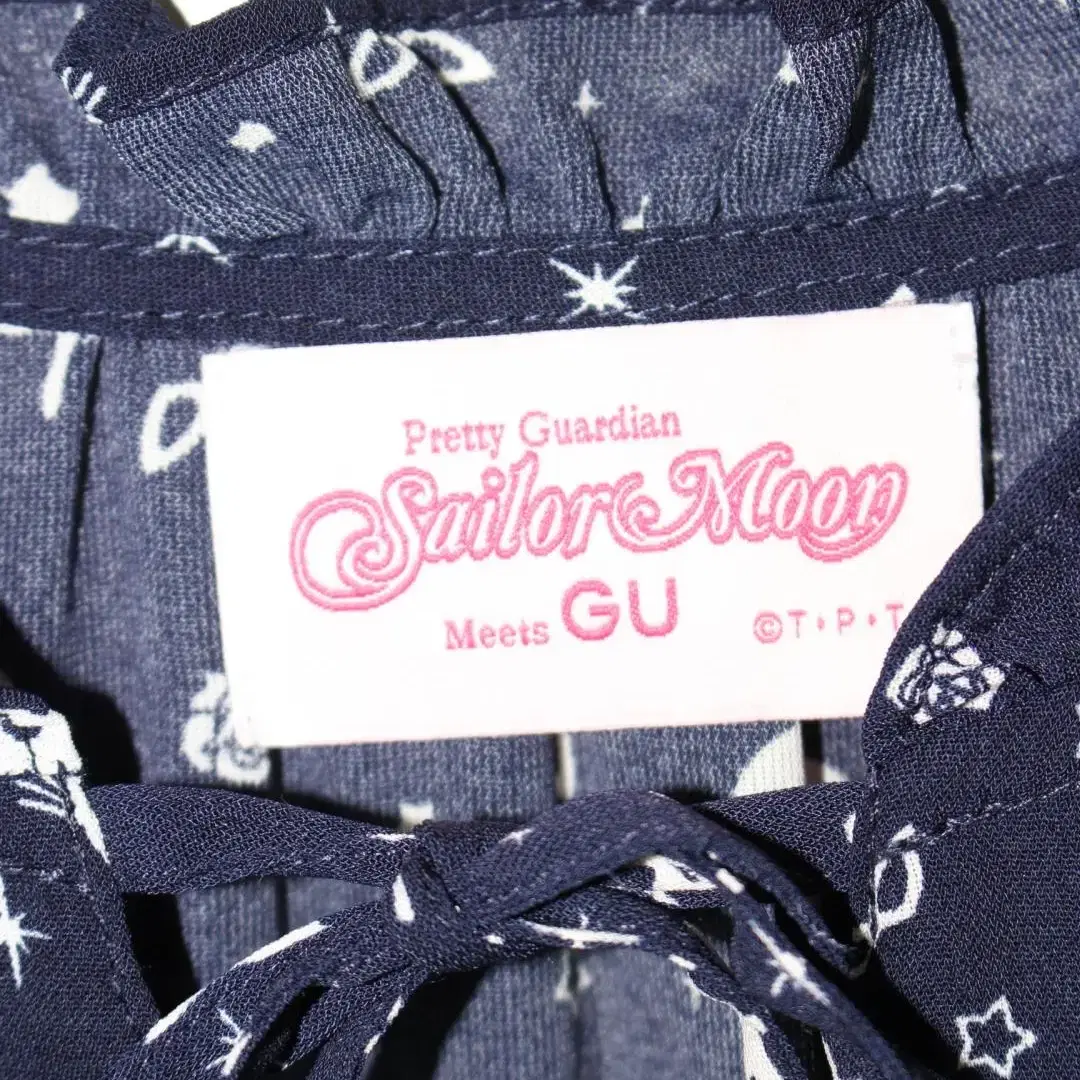 Pretty Guardian
Sailor Moon
Meets GU ©T・P・T